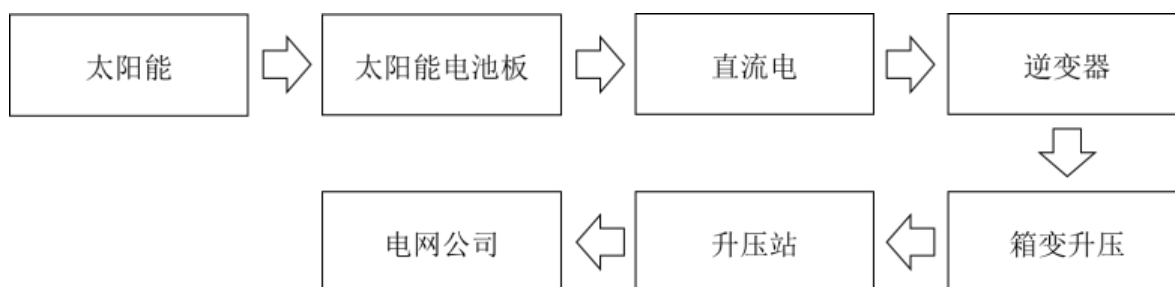 太阳能
太阳能电池板
直流电
逆变器
箱变升压
升压站
电网公司